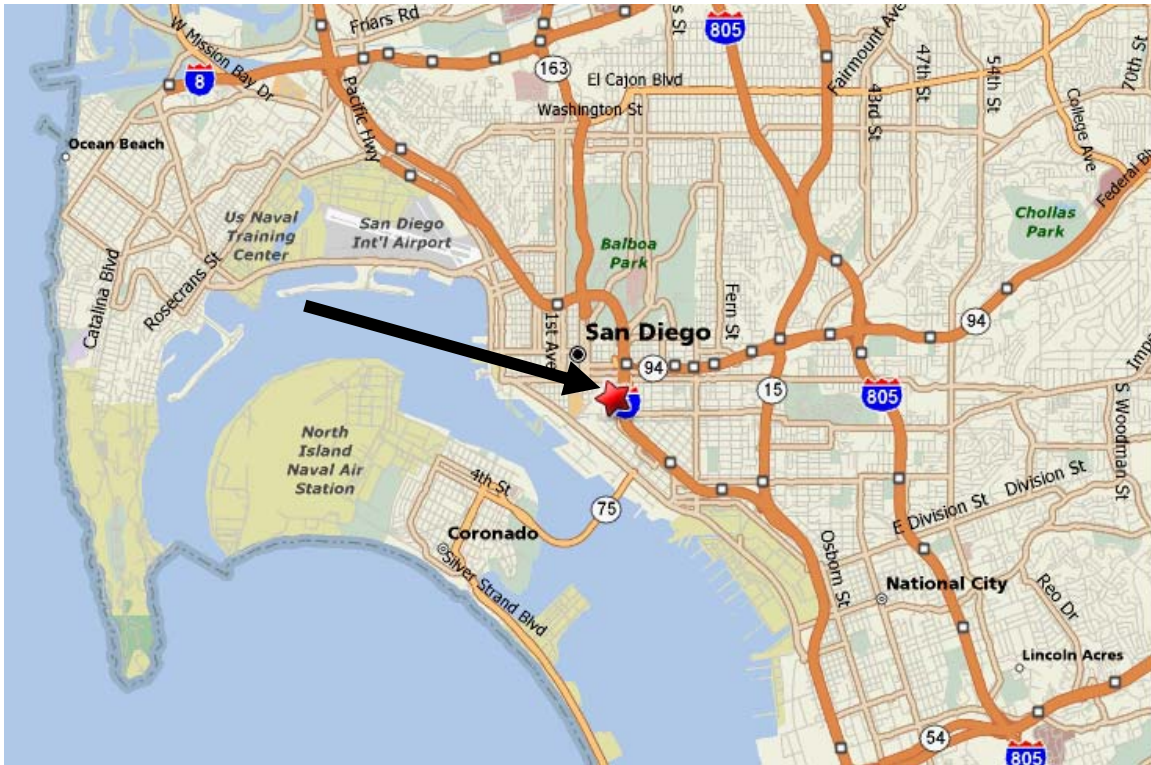 Friars Rd
W Mission Bay Dr
8
163
s St
805
Fairmount Ave
47th St
54th St
70th St
El Cajon Blvd
Washington St
43rd St
College Ave
Federal Bl
Pacific Hwy
Ocean Beach
Us Naval
Training
Center
San Diego
Int'l Airport
Balboa
Park
Chollas
Park
Catalina Blvd
Rosecrans St
1st Ave
Fern St
San Diego
94
94
15
805
Imp
S Woodman St
North
Island
Naval Air
Station
4th St
75
Coronado
Silver Strand Blvd
E Division St
Division St
Osborn St
National City
Reo Dr
Lincoln Acres
54
805